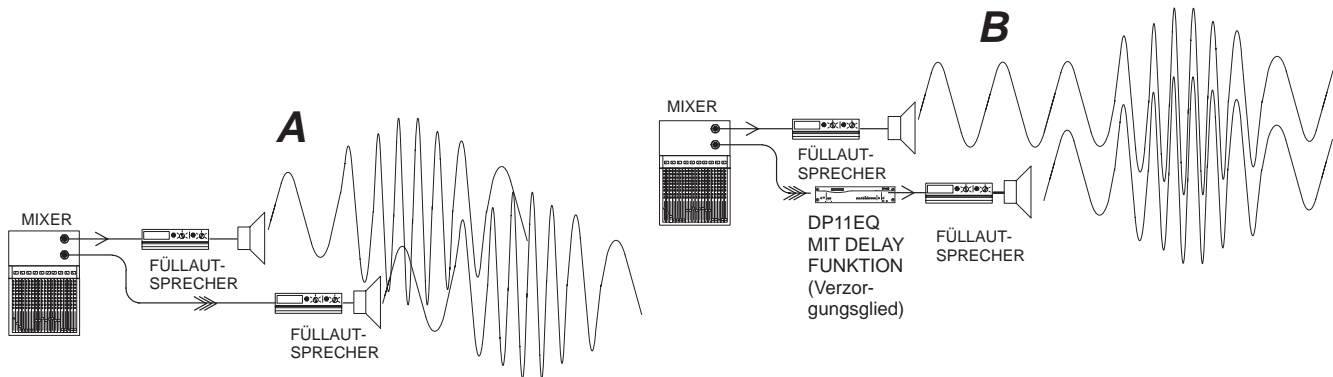 A
MIXER
FÜLLAUT-
SPRECHER
FÜLLAUT-
SPRECHER
B
MIXER
FÜLLAUT-
SPRECHER
DP11EQ
MIT DELAY
FUNKTION
(Verzor-
gungsglied)
FÜLLAUT-
SPRECHER